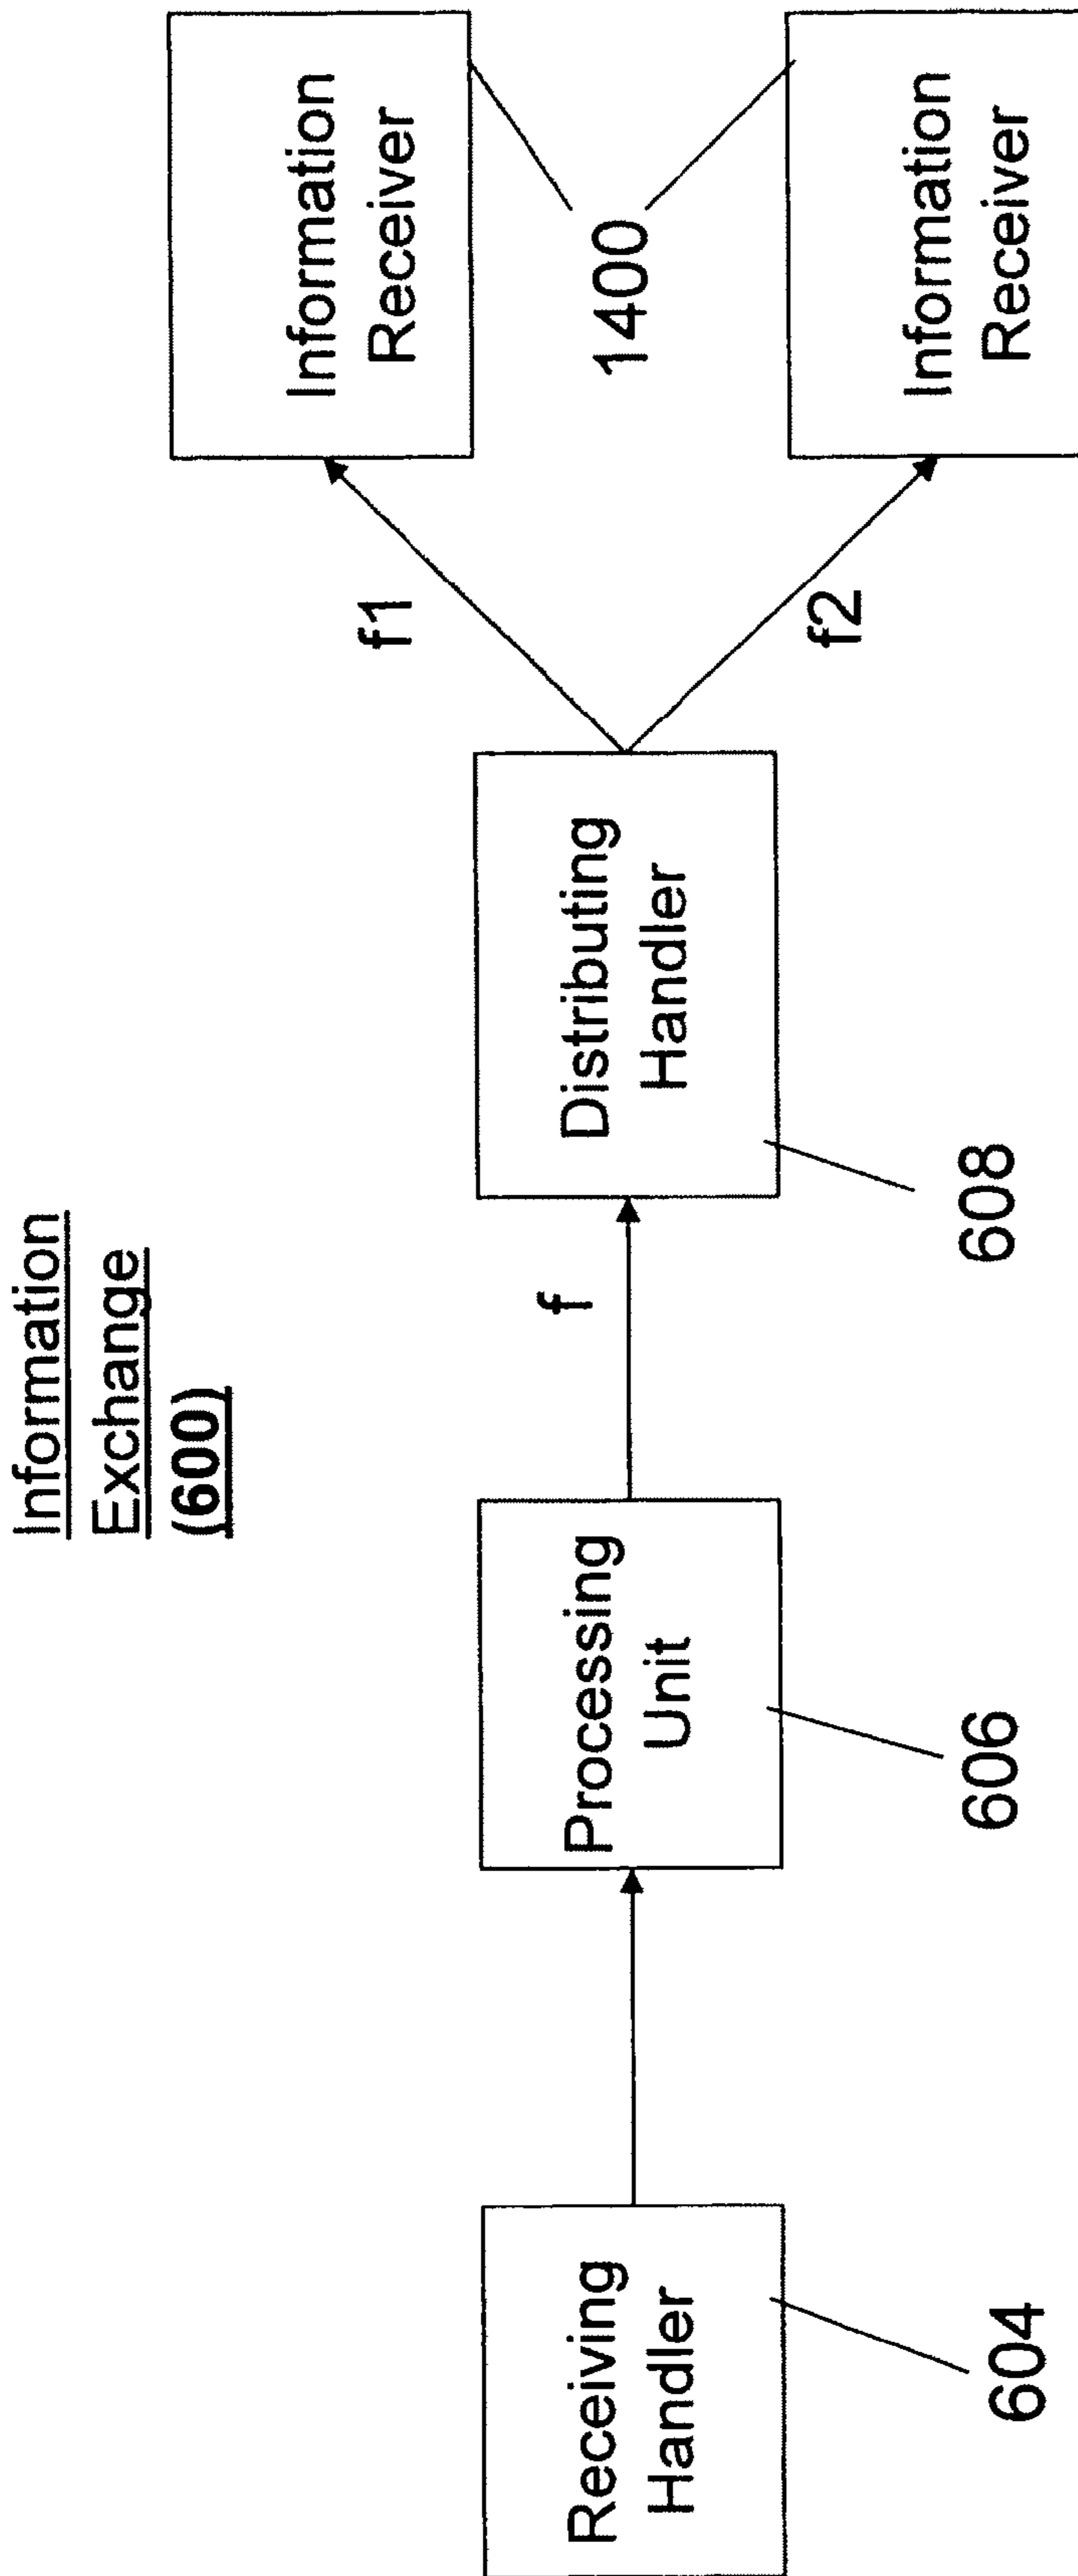 Information
Exchange
(600)
Receiving
Handler
604
Processing
Unit
606
f
Distributing
Handler
608
f1
f2
Information
Receiver
1400
Information
Receiver